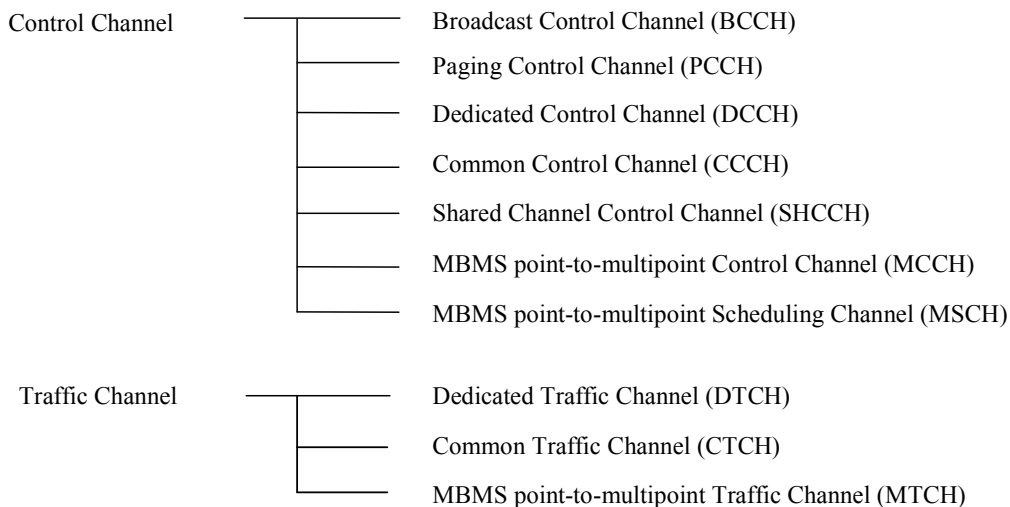 Control Channel
Broadcast Control Channel (BCCH)
Paging Control Channel (PCCH)
Dedicated Control Channel (DCCH)
Common Control Channel (CCCH)
Shared Channel Control Channel (SHCCH)
MBMS point-to-multipoint Control Channel (MCCH)
MBMS point-to-multipoint Scheduling Channel (MSCH)
Traffic Channel
Dedicated Traffic Channel (DTCH)
Common Traffic Channel (CTCH)
MBMS point-to-multipoint Traffic Channel (MTCH)